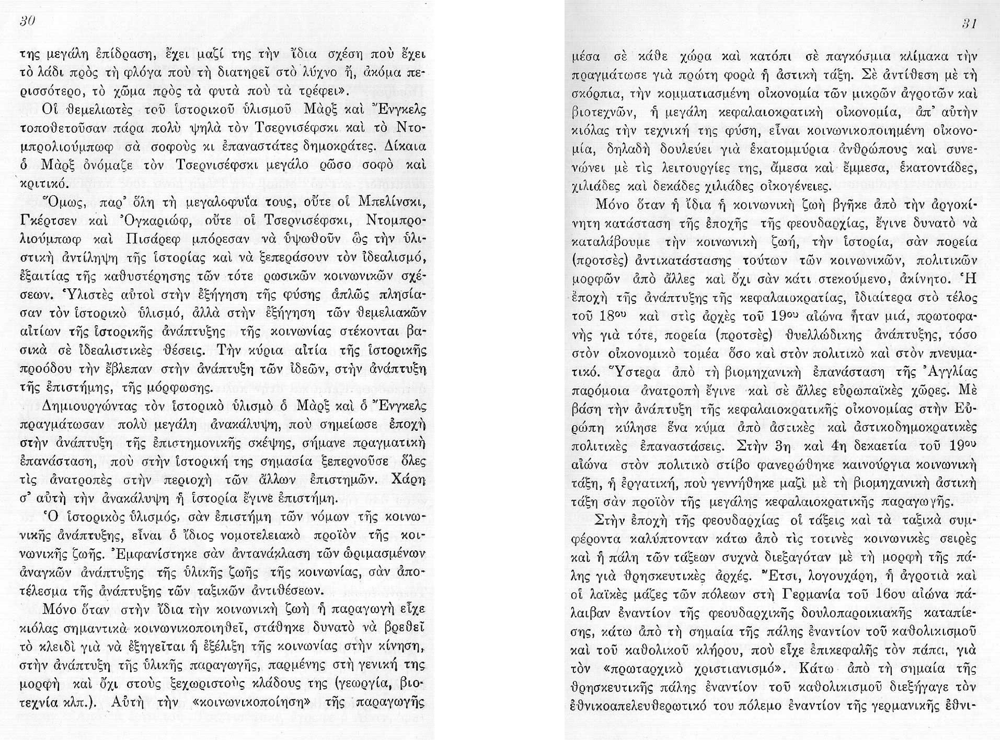 30
της μεγάλη ἐπίδραση, ἔχει μαζί της τὴν ἴδια σχέση ποὺ ἔχει
τὸ λάδι πρὸς τὴ φλόγα ποὺ τὴ διατηρεῖ στὸ λύχνο ἤ, ἀκόμα πε-
ρισσότερο, τὸ χῶμα πρὸς τὰ φυτὰ ποὺ τὰ τρέφει».
Οἱ θεμελιωτὲς τοῦ ἱστορικοῦ ὑλισμοῦ Μὰρξ καὶ Ἔνγκελς
τοποθετοῦσαν πάρα πολὺ ψηλὰ τὸν Τσερνισέφσκι καὶ τὸ Ντο-
μπρολιούμπωφ σὰ σοφοὺς κι ἐπαναστάτες δημοκράτες. Δίκαια
ὁ Μὰρξ ὀνόμαζε τὸν Τσερνισέφσκι μεγάλο ρῶσο σοφὸ καὶ
κριτικό.
Ὅμως, παρ' ὅλη τὴ μεγαλοφυΐα τους, οὔτε οἱ Μπελίνσκι,
Γκέρτσεν καὶ Ὀγκαριώφ, οὔτε οἱ Τσερνισέφσκι, Ντομπρο-
λιούμπωφ καὶ Πισάρεφ μπόρεσαν νὰ ὑψωθοῦν ὣς τὴν ὑλι-
στικὴ ἀντίληψη τῆς ἱστορίας καὶ νὰ ξεπεράσουν τὸν ἰδεαλισμό,
ἐξαιτίας τῆς καθυστέρησης τῶν τότε ρωσικῶν κοινωνικῶν σχέ-
σεων. Ὑλιστὲς αὐτοὶ στὴν ἐξήγηση τῆς φύσης ἁπλῶς πλησία-
σαν τὸν ἱστορικὸ ὑλισμό, ἀλλὰ στὴν ἐξήγηση τῶν θεμελιακῶν
αἰτίων τῆς ἱστορικῆς ἀνάπτυξης τῆς κοινωνίας στέκονται βα-
σικὰ σὲ ἰδεαλιστικὲς θέσεις. Τὴν κύρια αἰτία τῆς ἱστορικῆς
προόδου τὴν ἔβλεπαν στὴν ἀνάπτυξη τῶν ἰδεῶν, στὴν ἀνάπτυξη
τῆς ἐπιστήμης, τῆς μόρφωσης.
Δημιουργώντας τὸν ἱστορικὸ ὑλισμὸ ὁ Μὰρξ καὶ ὁ Ἔνγκελς
πραγμάτωσαν πολὺ μεγάλη ἀνακάλυψη, ποὺ σημείωσε ἐποχὴ
στὴν ἀνάπτυξη τῆς ἐπιστημονικῆς σκέψης, σήμανε πραγματικὴ
ἐπανάσταση, ποὺ στὴν ἱστορική της σημασία ξεπερνοῦσε ὅλες
τὶς ἀνατροπὲς στὴν περιοχὴ τῶν ἄλλων ἐπιστημῶν. Χάρη
σ' αὐτὴ τὴν ἀνακάλυψη ἡ ἱστορία ἔγινε ἐπιστήμη.
Ὁ ἱστορικὸς ὑλισμός, σὰν ἐπιστήμη τῶν νόμων τῆς κοινω-
νικῆς ἀνάπτυξης, εἶναι ὁ ἴδιος νομοτελειακὸ προϊὸν τῆς κοι-
νωνικῆς ζωῆς. Ἐμφανίστηκε σὰν ἀντανάκλαση τῶν ὡριμασμένων
ἀναγκῶν ἀνάπτυξης τῆς ὑλικῆς ζωῆς τῆς κοινωνίας, σὰν ἀπο-
τέλεσμα τῆς ἀνάπτυξης τῶν ταξικῶν ἀντιθέσεων.
Μόνο ὅταν στὴν ἴδια τὴν κοινωνικὴ ζωὴ ἡ παραγωγὴ εἶχε
κιόλας σημαντικὰ κοινωνικοποιηθεῖ, στάθηκε δυνατὸ νὰ βρεθεῖ
τὸ κλειδὶ γιὰ νὰ ἐξηγεῖται ἡ ἐξέλιξη τῆς κοινωνίας στὴν κίνηση,
στὴν ἀνάπτυξη τῆς ὑλικῆς παραγωγῆς, παρμένης στὴ γενική της
μορφὴ καὶ ὄχι στοὺς ξεχωριστοὺς κλάδους της (γεωργία, βιο-
τεχνία κλπ.). Αὐτὴ τὴν «κοινωνικοποίηση» τῆς παραγωγῆς
31
μέσα σὲ κάθε χώρα καὶ κατόπι σὲ παγκόσμια κλίμακα τὴν
πραγμάτωσε γιὰ πρώτη φορὰ ἡ ἀστικὴ τάξη. Σὲ ἀντίθεση μὲ τὴ
σκόρπια, τὴν κομματιασμένη οἰκονομία τῶν μικρῶν ἀγροτῶν καὶ
βιοτεχνῶν, ἡ μεγάλη κεφαλαιοκρατικὴ οἰκονομία, ἀπ' αὐτὴν
κιόλας τὴν τεχνική της φύση, εἶναι κοινωνικοποιημένη οἰκονο-
μία, δηλαδὴ δουλεύει γιὰ ἑκατομμύρια ἀνθρώπους καὶ συνε-
νώνει μὲ τὶς λειτουργίες της, ἄμεσα καὶ ἔμμεσα, ἑκατοντάδες,
χιλιάδες καὶ δεκάδες χιλιάδες οἰκογένειες.
Μόνο ὅταν ἡ ἴδια ἡ κοινωνικὴ ζωὴ βγῆκε ἀπὸ τὴν ἀργοκί-
νητη κατάσταση τῆς ἐποχῆς τῆς φεουδαρχίας, ἔγινε δυνατὸ νὰ
καταλάβουμε τὴν κοινωνικὴ ζωή, τὴν ἱστορία, σὰν πορεία
(προτσὲς) ἀντικατάστασης τούτων τῶν κοινωνικῶν, πολιτικῶν
μορφῶν ἀπὸ ἄλλες καὶ ὄχι σὰν κάτι στεκούμενο, ἀκίνητο. Ἡ
ἐποχὴ τῆς ἀνάπτυξης τῆς κεφαλαιοκρατίας, ἰδιαίτερα στὸ τέλος
τοῦ 18ου καὶ στὶς ἀρχὲς τοῦ 19ου αἰώνα ἦταν μιά, πρωτοφα-
νὴς γιὰ τότε, πορεία (προτσὲς) θυελλώδικης ἀνάπτυξης, τόσο
στὸν οἰκονομικὸ τομέα ὅσο καὶ στὸν πολιτικὸ καὶ στὸν πνευμα-
τικό. Ὕστερα ἀπὸ τὴ βιομηχανικὴ ἐπανάσταση τῆς Ἀγγλίας
παρόμοια ἀνατροπὴ ἔγινε καὶ σὲ ἄλλες εὐρωπαϊκὲς χῶρες. Μὲ
βάση τὴν ἀνάπτυξη τῆς κεφαλαιοκρατικῆς οἰκονομίας στὴν Εὐ-
ρώπη κύλησε ἕνα κύμα ἀπὸ ἀστικὲς καὶ ἀστικοδημοκρατικὲς
πολιτικὲς ἐπαναστάσεις. Στὴν 3η καὶ 4η δεκαετία τοῦ 19ου
αἰώνα στὸν πολιτικὸ στίβο φανερώθηκε καινούργια κοινωνικὴ
τάξη, ἡ ἐργατική, ποὺ γεννήθηκε μαζὶ μὲ τὴ βιομηχανικὴ ἀστικὴ
τάξη σὰν προϊὸν τῆς μεγάλης κεφαλαιοκρατικῆς παραγωγῆς.
Στὴν ἐποχὴ τῆς φεουδαρχίας οἱ τάξεις καὶ τὰ ταξικὰ συμ-
φέροντα καλύπτονταν κάτω ἀπὸ τὶς τοτινὲς κοινωνικὲς σειρὲς
καὶ ἡ πάλη τῶν τάξεων συχνὰ διεξαγόταν μὲ τὴ μορφὴ τῆς πά-
λης γιὰ θρησκευτικὲς ἀρχές. Ἔτσι, λογουχάρη, ἡ ἀγροτιὰ καὶ
οἱ λαϊκὲς μάζες τῶν πόλεων στὴ Γερμανία τοῦ 16ου αἰώνα πά-
λαιβαν ἐναντίον τῆς φεουδαρχικῆς δουλοπαροικιακῆς καταπίε-
σης, κάτω ἀπὸ τὴ σημαία τῆς πάλης ἐναντίον τοῦ καθολικισμοῦ
καὶ τοῦ καθολικοῦ κλήρου, ποὺ εἶχε ἐπικεφαλῆς τὸν πάπα, γιὰ
τὸν «πρωταρχικὸ χριστιανισμό». Κάτω ἀπὸ τὴ σημαία τῆς
θρησκευτικῆς πάλης ἐναντίον τοῦ καθολικισμοῦ διεξήγαγε τὸν
ἐθνικοαπελευθερωτικό του πόλεμο ἐναντίον τῆς γερμανικῆς ἐθνι-